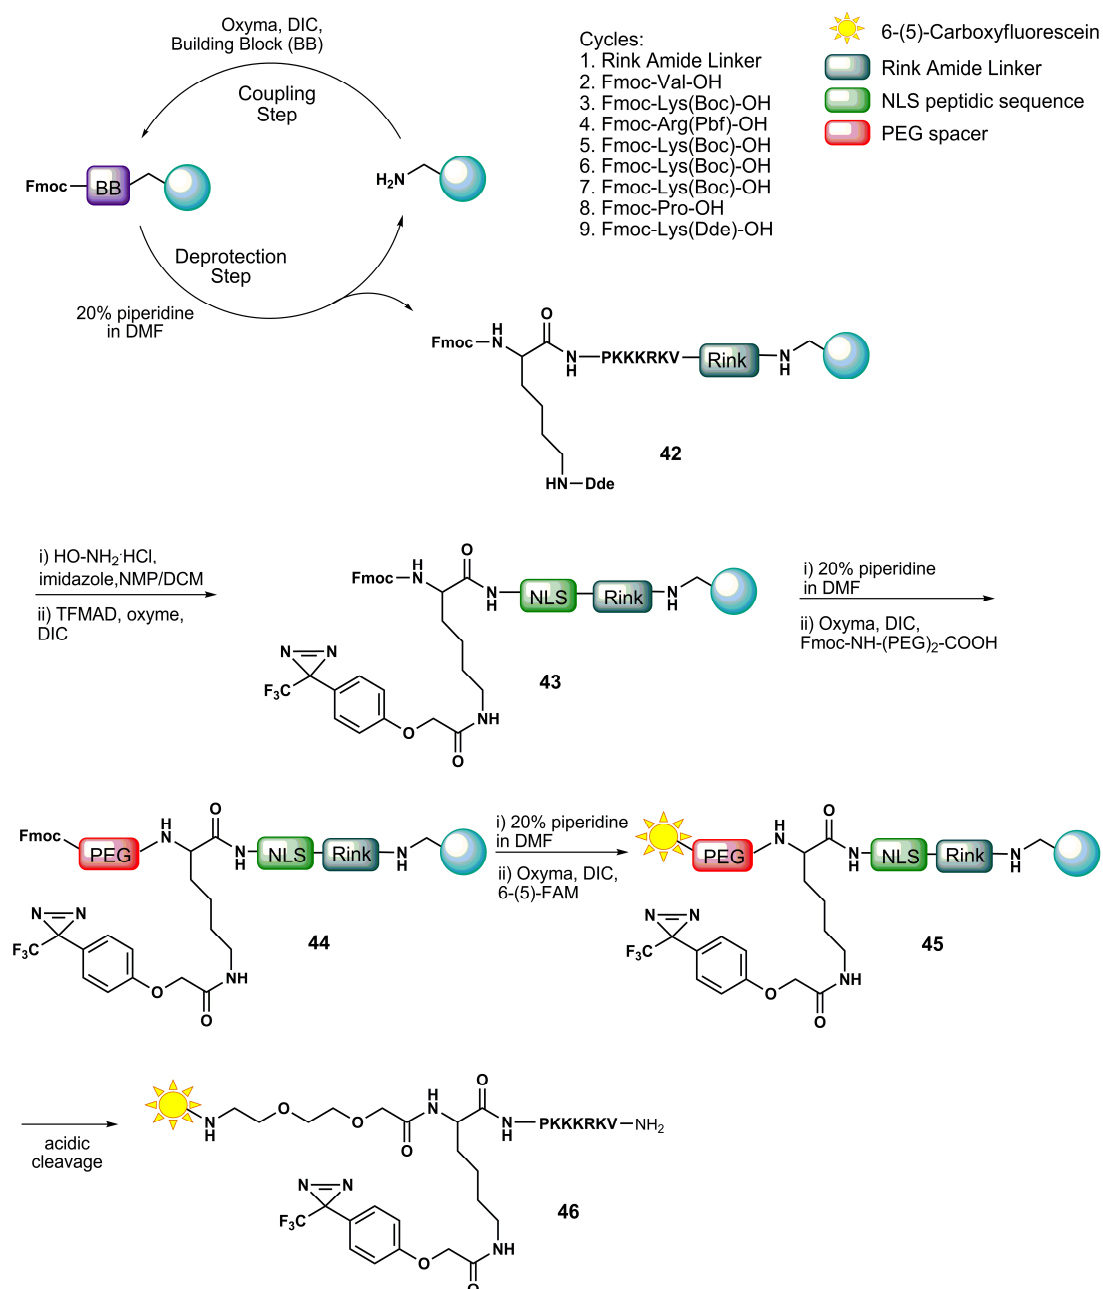 Oxyma, DIC,
Building Block (BB)
Coupling
Step
Fmoc
BB
H2N
Deprotection
Step
20% piperidine
in DMF
Cycles:
1. Rink Amide Linker
2. Fmoc-Val-OH
3. Fmoc-Lys(Boc)-OH
4. Fmoc-Arg(Pbf)-OH
5. Fmoc-Lys(Boc)-OH
6. Fmoc-Lys(Boc)-OH
7. Fmoc-Lys(Boc)-OH
8. Fmoc-Pro-OH
9. Fmoc-Lys(Dde)-OH
6-(5)-Carboxyfluorescein
Rink Amide Linker
NLS peptidic sequence
PEG spacer
Fmoc
H
N
O
N
H
PKKKRKV
Rink
N
H
HN
Dde
42
i) HO-NH2·HCl,
imidazole,NMP/DCM
ii) TFMAD, oxyme,
DIC
Fmoc
H
N
O
N
H
NLS
Rink
N
H
N
N
F3C
O
O
NH
43
i) 20% piperidine
in DMF
ii) Oxyma, DIC,
Fmoc-NH-(PEG)2-COOH
Fmoc
PEG
H
N
O
N
H
NLS
Rink
N
H
N
N
F3C
O
O
N
H
44
i) 20% piperidine
in DMF
ii) Oxyma, DIC,
6-(5)-FAM
PEG
H
N
O
N
H
NLS
Rink
N
H
N
N
F3C
O
O
N
H
45
acidic
cleavage
N
H
O
O
O
H
N
O
N
H
PKKKRKV
NH2
N
N
F3C
O
O
N
H
46